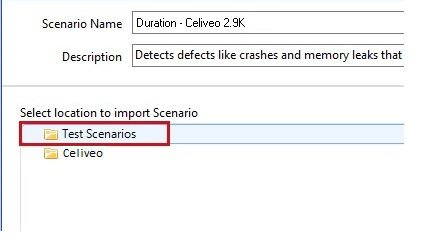 Scenario Name Duration - Celiveo 2.9K
Description Detects defects like crashes and memory leaks that
Select location to import Scenario
Test Scenarios
Celiveo